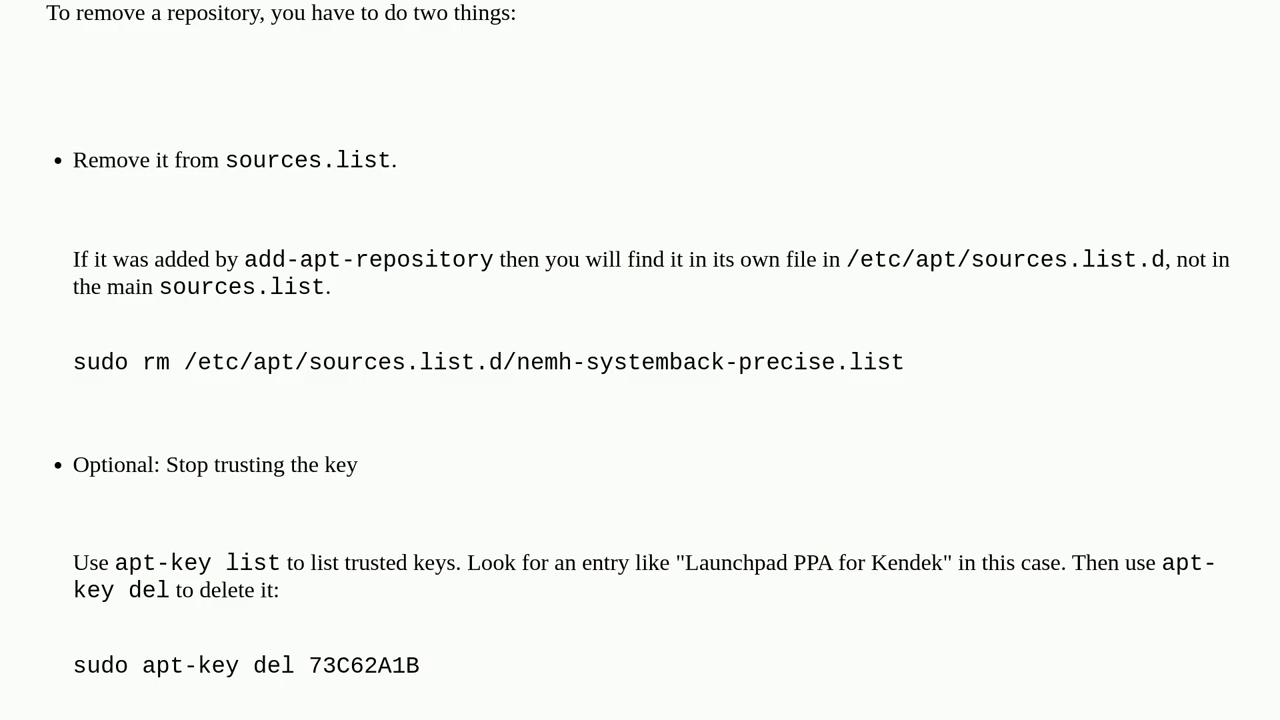 To remove a repository, you have to do two things:
• Remove it from sources.list.
If it was added by add-apt-repository then you will find it in its own file in /etc/apt/sources.list.d, not in
the main sources.list.
sudo rm /etc/apt/sources.list.d/nemh-systemback-precise.list
• Optional: Stop trusting the key
Use apt-key list to list trusted keys. Look for an entry like "Launchpad PPA for Kendek" in this case. Then use apt-
key del to delete it:
sudo apt-key del 73C62A1B